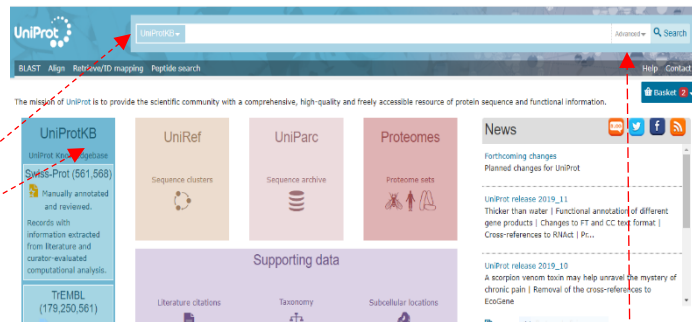 UniProt
UniProtKB
Advanced
Search
BLAST Align Retrieve/ID mapping Peptide search
Help Contact
Basket 2
The mission of UniProt is to provide the scientific community with a comprehensive, high-quality and freely accessible resource of protein sequence and functional information.
UniProtKB
UniProt Knowledgebase
Swiss-Prot (561,568)
Manually annotated
and reviewed.
Records with
information extracted
from literature and
curator-evaluated
computational analysis.
TrEMBL
(179,250,561)
UniRef
Sequence clusters
UniParc
Sequence archive
Proteomes
Proteome sets
Supporting data
Literature citations
Taxonomy
Subcellular locations
News
Forthcoming changes
Planned changes for UniProt
UniProt release 2019_11
Thicker than water | Functional annotation of different
gene products | Changes to FT and CC text format |
Cross-references to RNAct | Pr...
UniProt release 2019_10
A scorpion venom toxin may help unravel the mystery of
chronic pain | Removal of the cross-references to
EcoGene